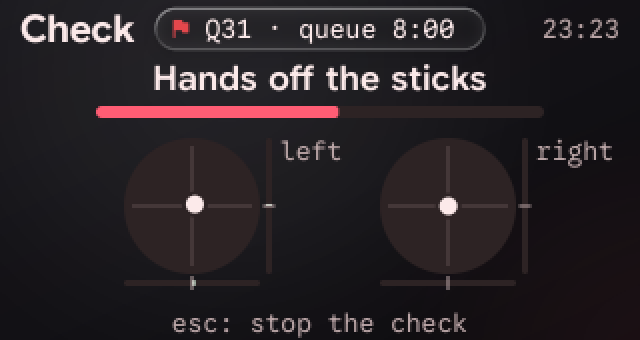 Check
Q31 · queue 8:00
23:23
Hands off the sticks
left
right
esc: stop the check